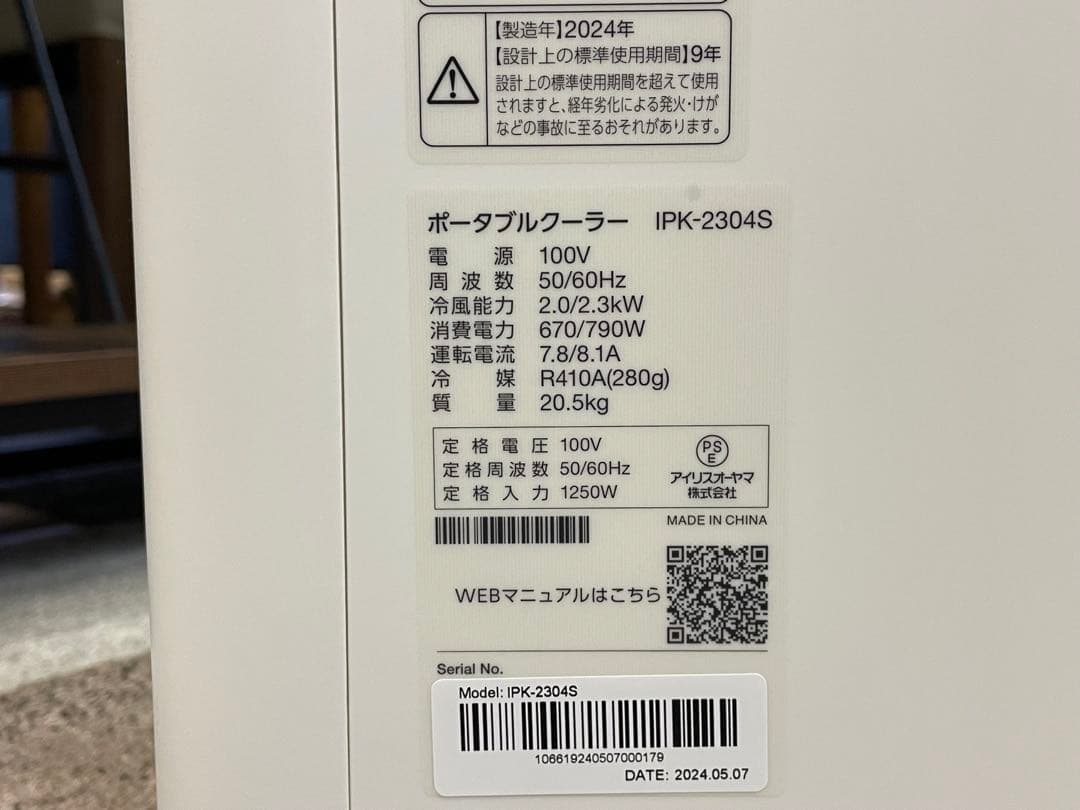 【製造年】2024年
【設計上の標準使用期間】9年
設計上の標準使用期間を超えて使用
されますと、経年劣化による発火・けが
などの事故に至るおそれがあります。
ポータブルクーラー IPK-2304S
電源 100V
周波数 50/60Hz
冷風能力 2.0/2.3kW
消費電力 670/790W
運転電流 7.8/8.1A
冷媒 R410A(280g)
質量 20.5kg
定格電圧 100V
定格周波数 50/60Hz
定格入力 1250W
PS
E
アイリスオーヤマ
株式会社
MADE IN CHINA
WEBマニュアルはこちら
Serial No.
Model: IPK-2304S
106619240507000179
DATE: 2024.05.07